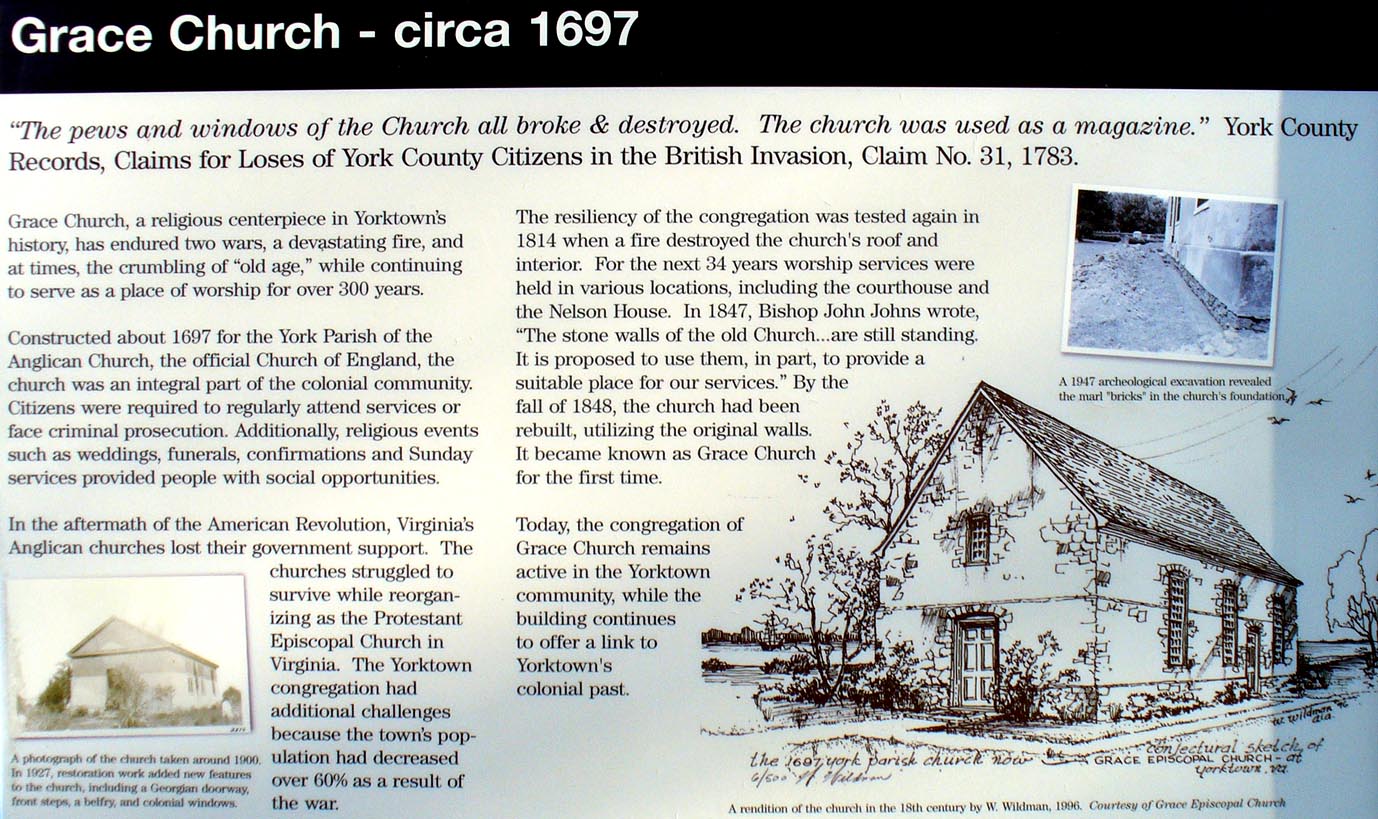 Grace Church - circa 1697
“The pews and windows of the Church all broke & destroyed. The church was used as a magazine.” York County
Records, Claims for Loses of York County Citizens in the British Invasion, Claim No. 31, 1783.
Grace Church, a religious centerpiece in Yorktown's
history, has endured two wars, a devastating fire, and
at times, the crumbling of “old age,” while continuing
to serve as a place of worship for over 300 years.
Constructed about 1697 for the York Parish of the
Anglican Church, the official Church of England, the
church was an integral part of the colonial community.
Citizens were required to regularly attend services or
face criminal prosecution. Additionally, religious events
such as weddings, funerals, confirmations and Sunday
services provided people with social opportunities.
In the aftermath of the American Revolution, Virginia's
Anglican churches lost their government support. The
churches struggled to
survive while reorgan-
izing as the Protestant
Episcopal Church in
Virginia. The Yorktown
congregation had
additional challenges
because the town's pop-
ulation had decreased
over 60% as a result of
the war.
A photograph of the church taken around 1900.
In 1927, restoration work added new features
to the church, including a Georgian doorway,
front steps, a belfry, and colonial windows.
The resiliency of the congregation was tested again in
1814 when a fire destroyed the church's roof and
interior. For the next 34 years worship services were
held in various locations, including the courthouse and
the Nelson House. In 1847, Bishop John Johns wrote,
“The stone walls of the old Church...are still standing.
It is proposed to use them, in part, to provide a
suitable place for our services.” By the
fall of 1848, the church had been
rebuilt, utilizing the original walls.
It became known as Grace Church
for the first time.
Today, the congregation of
Grace Church remains
active in the Yorktown
community, while the
building continues
to offer a link to
Yorktown's
colonial past.
A 1947 archeological excavation revealed
the marl "bricks" in the church's foundation.
W. Wildman
aia
the 1697 york parish church now
6/500 W Wildman
conjectural sketch of
GRACE EPISCOPAL CHURCH - at
yorktown, va.
A rendition of the church in the 18th century by W. Wildman, 1996. Courtesy of Grace Episcopal Church